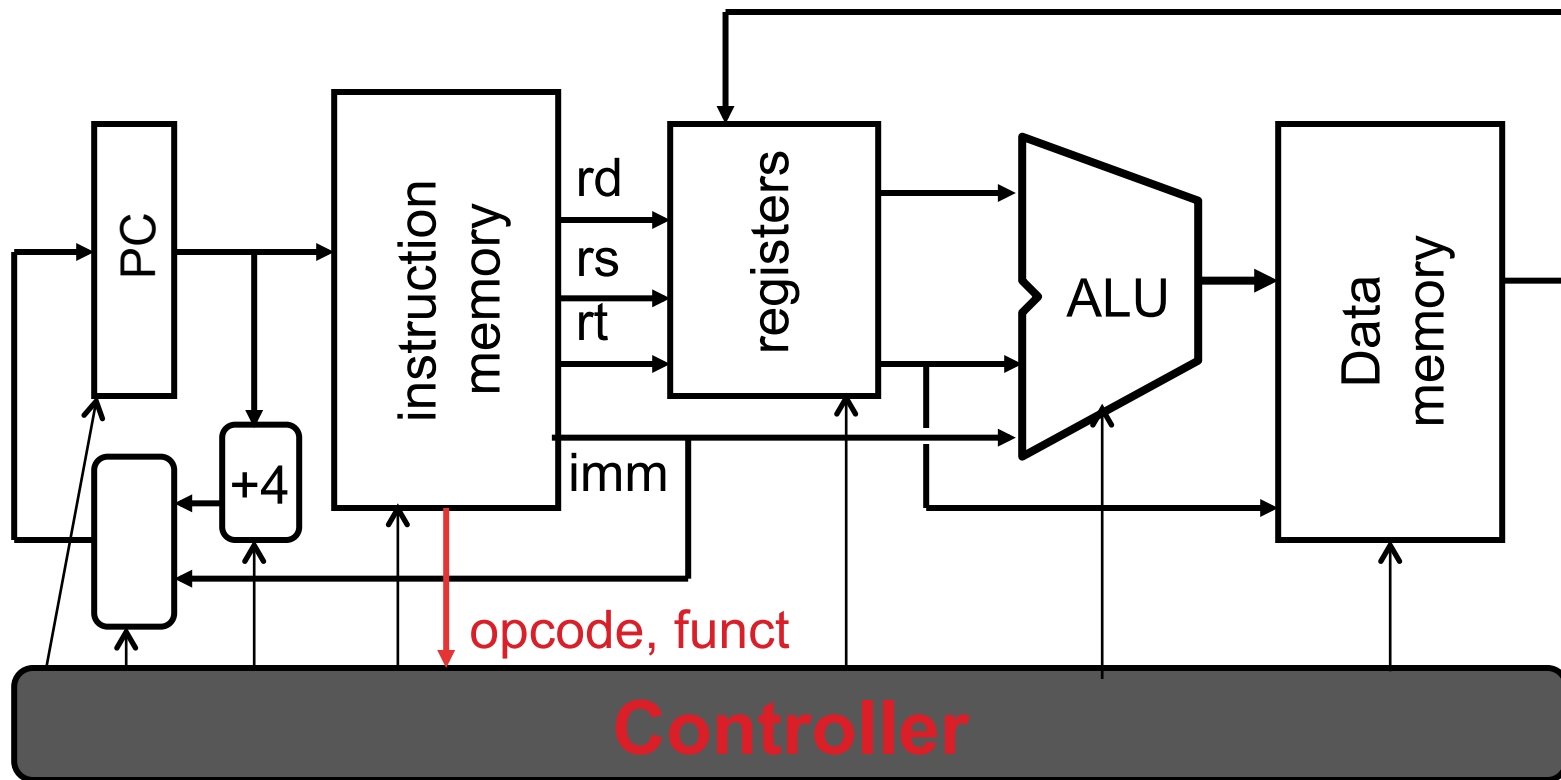 PC
instruction
memory
rd
rs
rt
imm
registers
ALU
Data
memory
+4
opcode, funct
Controller